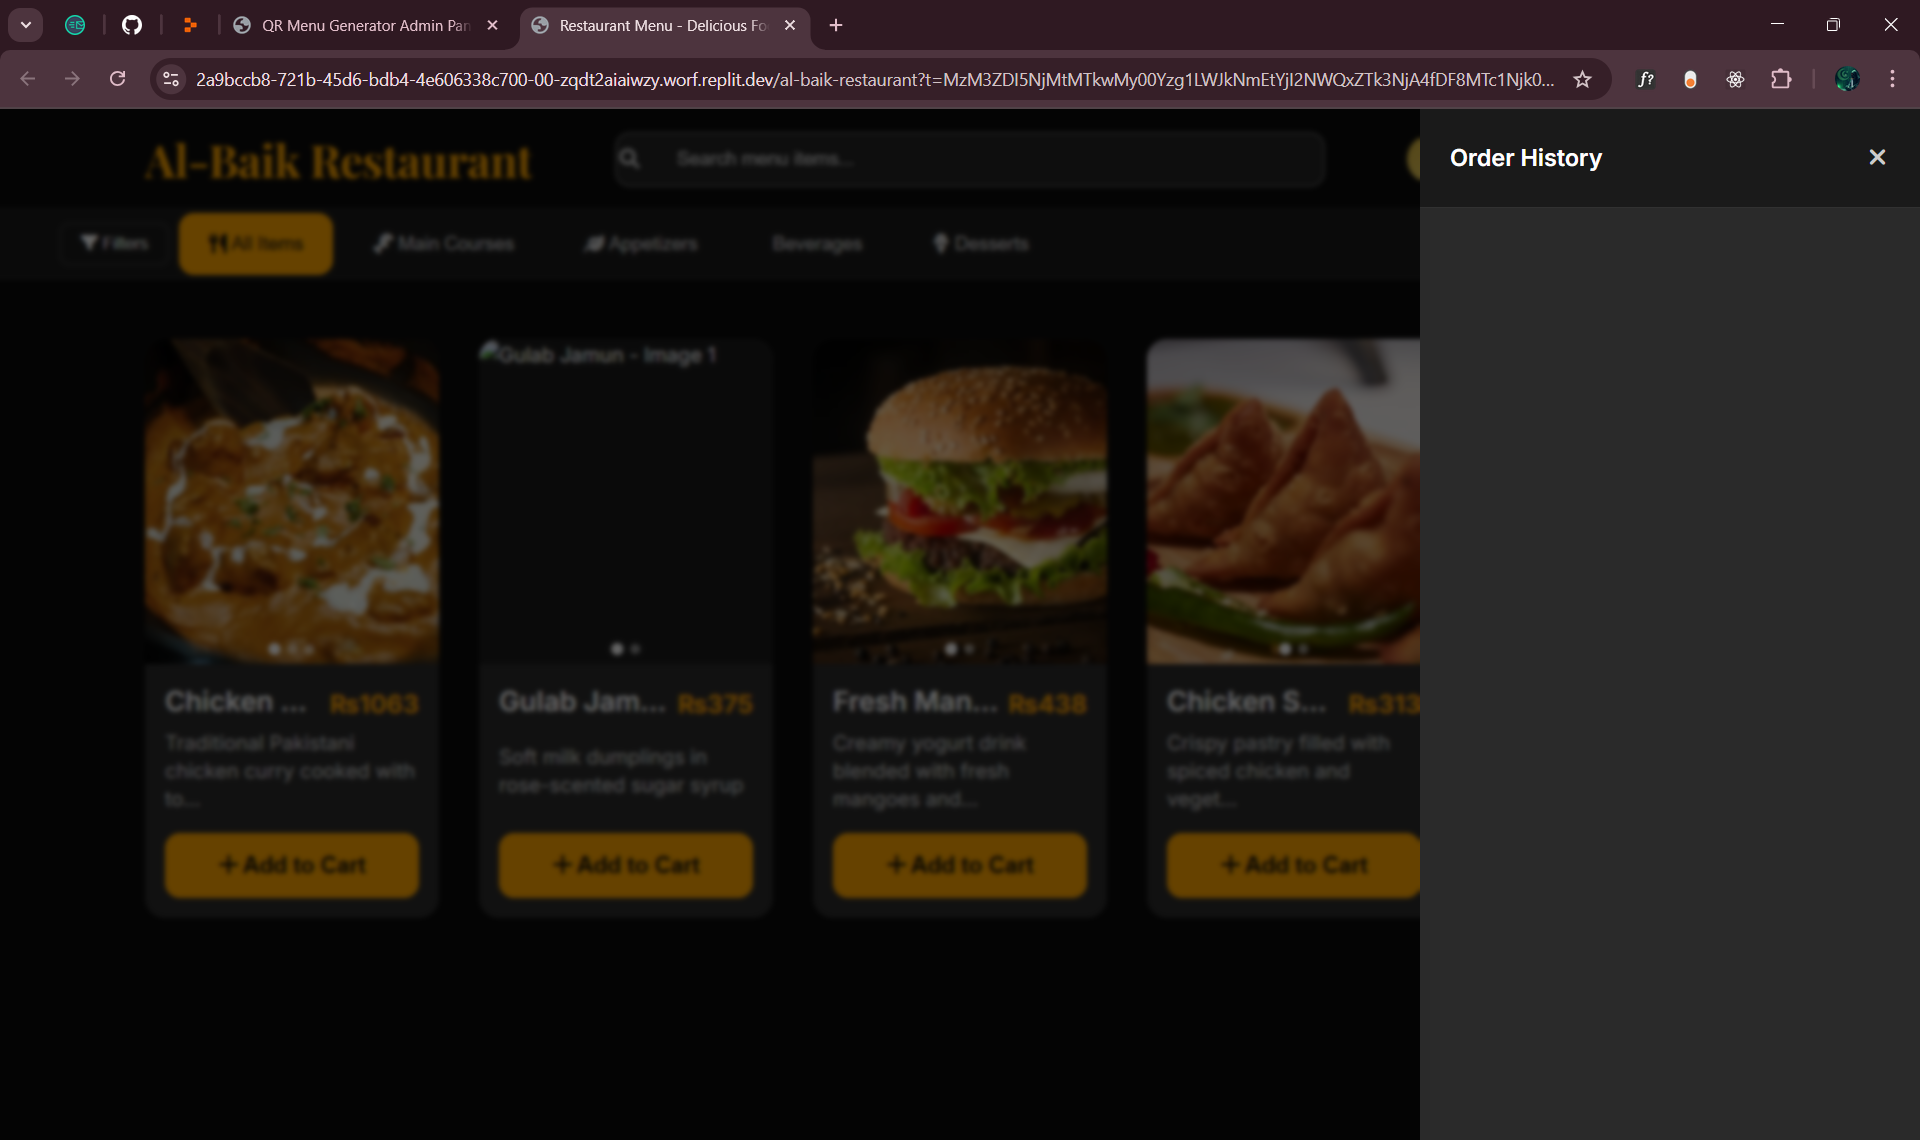 QR Menu Generator Admin Pan
Restaurant Menu - Delicious Fo
2a9bccb8-721b-45d6-bdb4-4e606338c700-00-zqdt2aiaiwzy.worf.replit.dev/al-baik-restaurant?t=MzM3ZDI5NjMtMTkwMy00Yzg1LWJkNmEtYjI2NWQxZTk3NjA4fDF8MTc1Njk0...
f?
Al-Baik Restaurant
Search menu items...
Order History
Filters
All Items
Main Courses
Appetizers
Beverages
Desserts
Gulab Jamun - Image 1
Chicken ... Rs1063
Traditional Pakistani
chicken curry cooked with
to...
+ Add to Cart
Gulab Jam... Rs375
Soft milk dumplings in
rose-scented sugar syrup
+ Add to Cart
Fresh Man... Rs438
Creamy yogurt drink
blended with fresh
mangoes and...
+ Add to Cart
Chicken S... Rs313
Crispy pastry filled with
spiced chicken and
veget...
+ Add to Cart